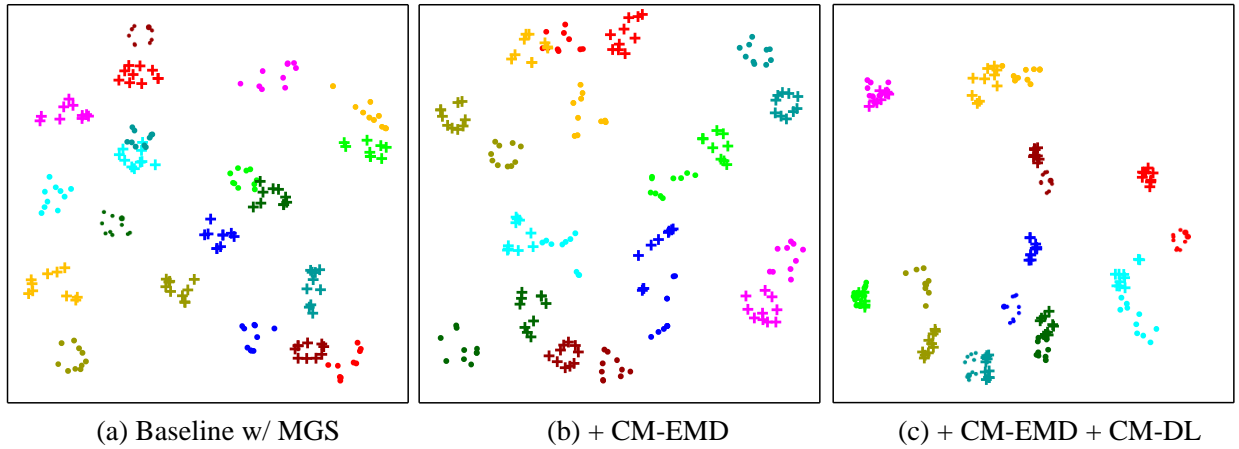 (a) Baseline w/ MGS
(b) + CM-EMD
(c) + CM-EMD + CM-DL